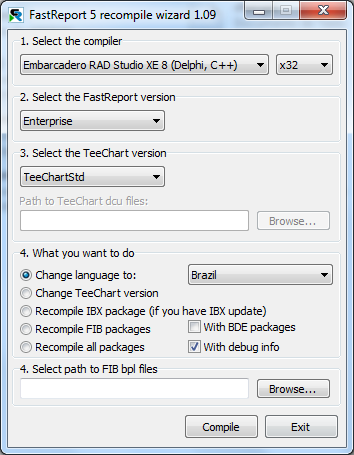 FastReport 5 recompile wizard 1.09
1. Select the compiler
Embarcadero RAD Studio XE 8 (Delphi, C++) x32
2. Select the FastReport version
Enterprise
3. Select the TeeChart version
TeeChartStd
Path to TeeChart dcu files:
Browse...
4. What you want to do
Change language to: Brazil
Change TeeChart version
Recompile IBX package (if you have IBX update)
Recompile FIB packages With BDE packages
Recompile all packages With debug info
4. Select path to FIB bpl files
Browse...
Compile Exit